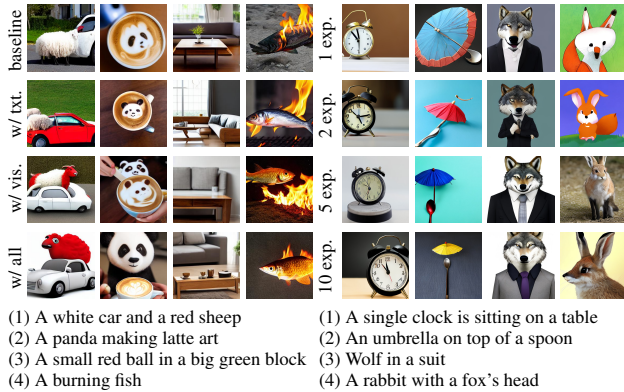 baseline
w/ txt.
w/ vis.
w/ all
1 exp.
2 exp.
5 exp.
10 exp.
(1) A white car and a red sheep
(2) A panda making latte art
(3) A small red ball in a big green block
(4) A burning fish
(1) A single clock is sitting on a table
(2) An umbrella on top of a spoon
(3) Wolf in a suit
(4) A rabbit with a fox's head